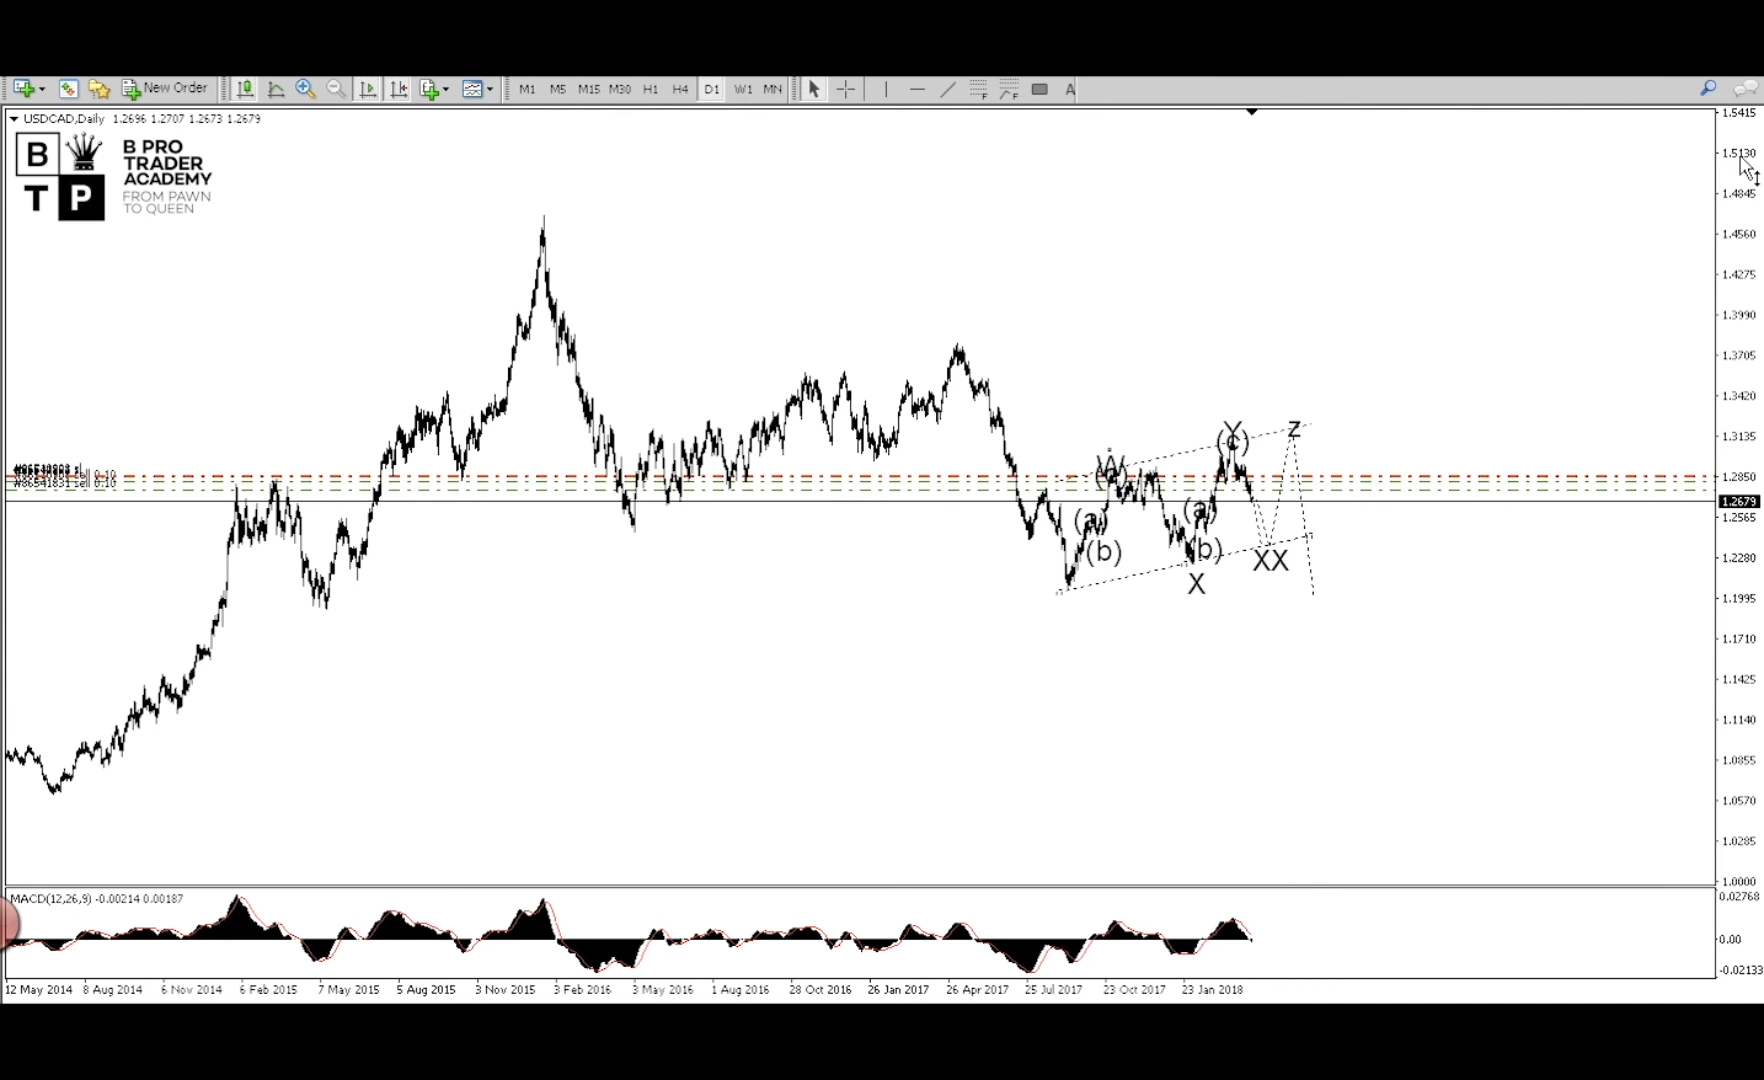 New Order M1 M5 M15 M30 H1 H4 D1 W1 MN A
USDCAD,Daily 1.2696 1.2707 1.2673 1.2679
B T P
B PRO
TRADER
ACADEMY
FROM PAWN
TO QUEEN
1.5415
1.5130
1.4845
1.4560
1.4275
1.3990
1.3705
1.3420
1.3135
1.2850
1.2679
1.2565
1.2280
1.1995
1.1710
1.1425
1.1140
1.0855
1.0570
1.0285
1.0000
sell 0.10
#86541831 sell 0.10
W
(a)
(b)
X
(a)
(b)
Y
(c)
XX
Z
MACD(12,26,9) -0.00214 0.00187
0.02768
0.00
-0.02133
12 May 2014 8 Aug 2014 6 Nov 2014 6 Feb 2015 7 May 2015 5 Aug 2015 3 Nov 2015 3 Feb 2016 3 May 2016 1 Aug 2016 28 Oct 2016 26 Jan 2017 26 Apr 2017 25 Jul 2017 23 Oct 2017 23 Jan 2018